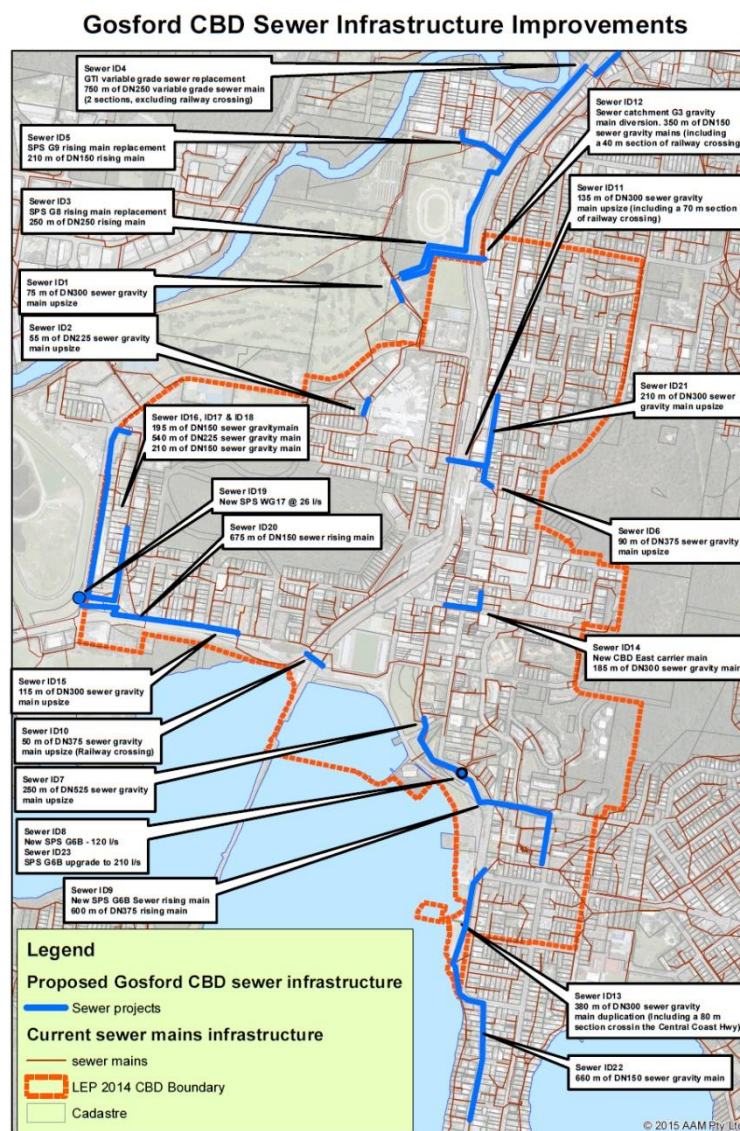 Gosford CBD Sewer Infrastructure Improvements
Sewer ID4
GTI variable grade sewer replacement
750 m of DN250 variable grade sewer main
(2 sections, excluding railway crossing)
Sewer ID12
Sewer catchment G3 gravity
main diversion. 350 m of DN150
sewer gravity mains (including
a 40 m section of railway crossing
Sewer ID5
SPS G9 rising main replacement
210 m of DN150 rising main
Sewer ID11
135 m of DN300 sewer gravity
main upsize (including a 70 m section
of railway crossing)
Sewer ID3
SPS G8 rising main replacement
250 m of DN250 rising main
Sewer ID1
75 m of DN300 sewer gravity
main upsize
Sewer ID2
55 m of DN225 sewer gravity
main upsize
Sewer ID21
210 m of DN300 sewer
gravity main upsize
Sewer ID16, ID17 & ID18
195 m of DN150 sewer gravitymain
540 m of DN225 sewer gravity main
210 m of DN150 sewer gravity main
Sewer ID19
New SPS WG17 @ 26 l/s
Sewer ID20
675 m of DN150 sewer rising main
Sewer ID6
90 m of DN375 sewer gravity
main upsize
Sewer ID14
New CBD East carrier main
185 m of DN300 sewer gravity main
Sewer ID15
115 m of DN300 sewer gravity
main upsize
Sewer ID10
50 m of DN375 sewer gravity
main upsize (Railway crossing)
Sewer ID7
250 m of DN525 sewer gravity
main upsize
Sewer ID8
New SPS G6B - 120 l/s
Sewer ID23
SPS G6B upgrade to 210 l/s
Sewer ID9
New SPS G6B Sewer rising main
600 m of DN375 rising main
Sewer ID13
380 m of DN300 sewer gravity
main duplication (Including a 80 m
section crossin the Central Coast Hwy)
Sewer ID22
660 m of DN150 sewer gravity main
Legend
Proposed Gosford CBD sewer infrastructure
Sewer projects
Current sewer mains infrastructure
sewer mains
LEP 2014 CBD Boundary
Cadastre
© 2015 AAM Pty Ltd